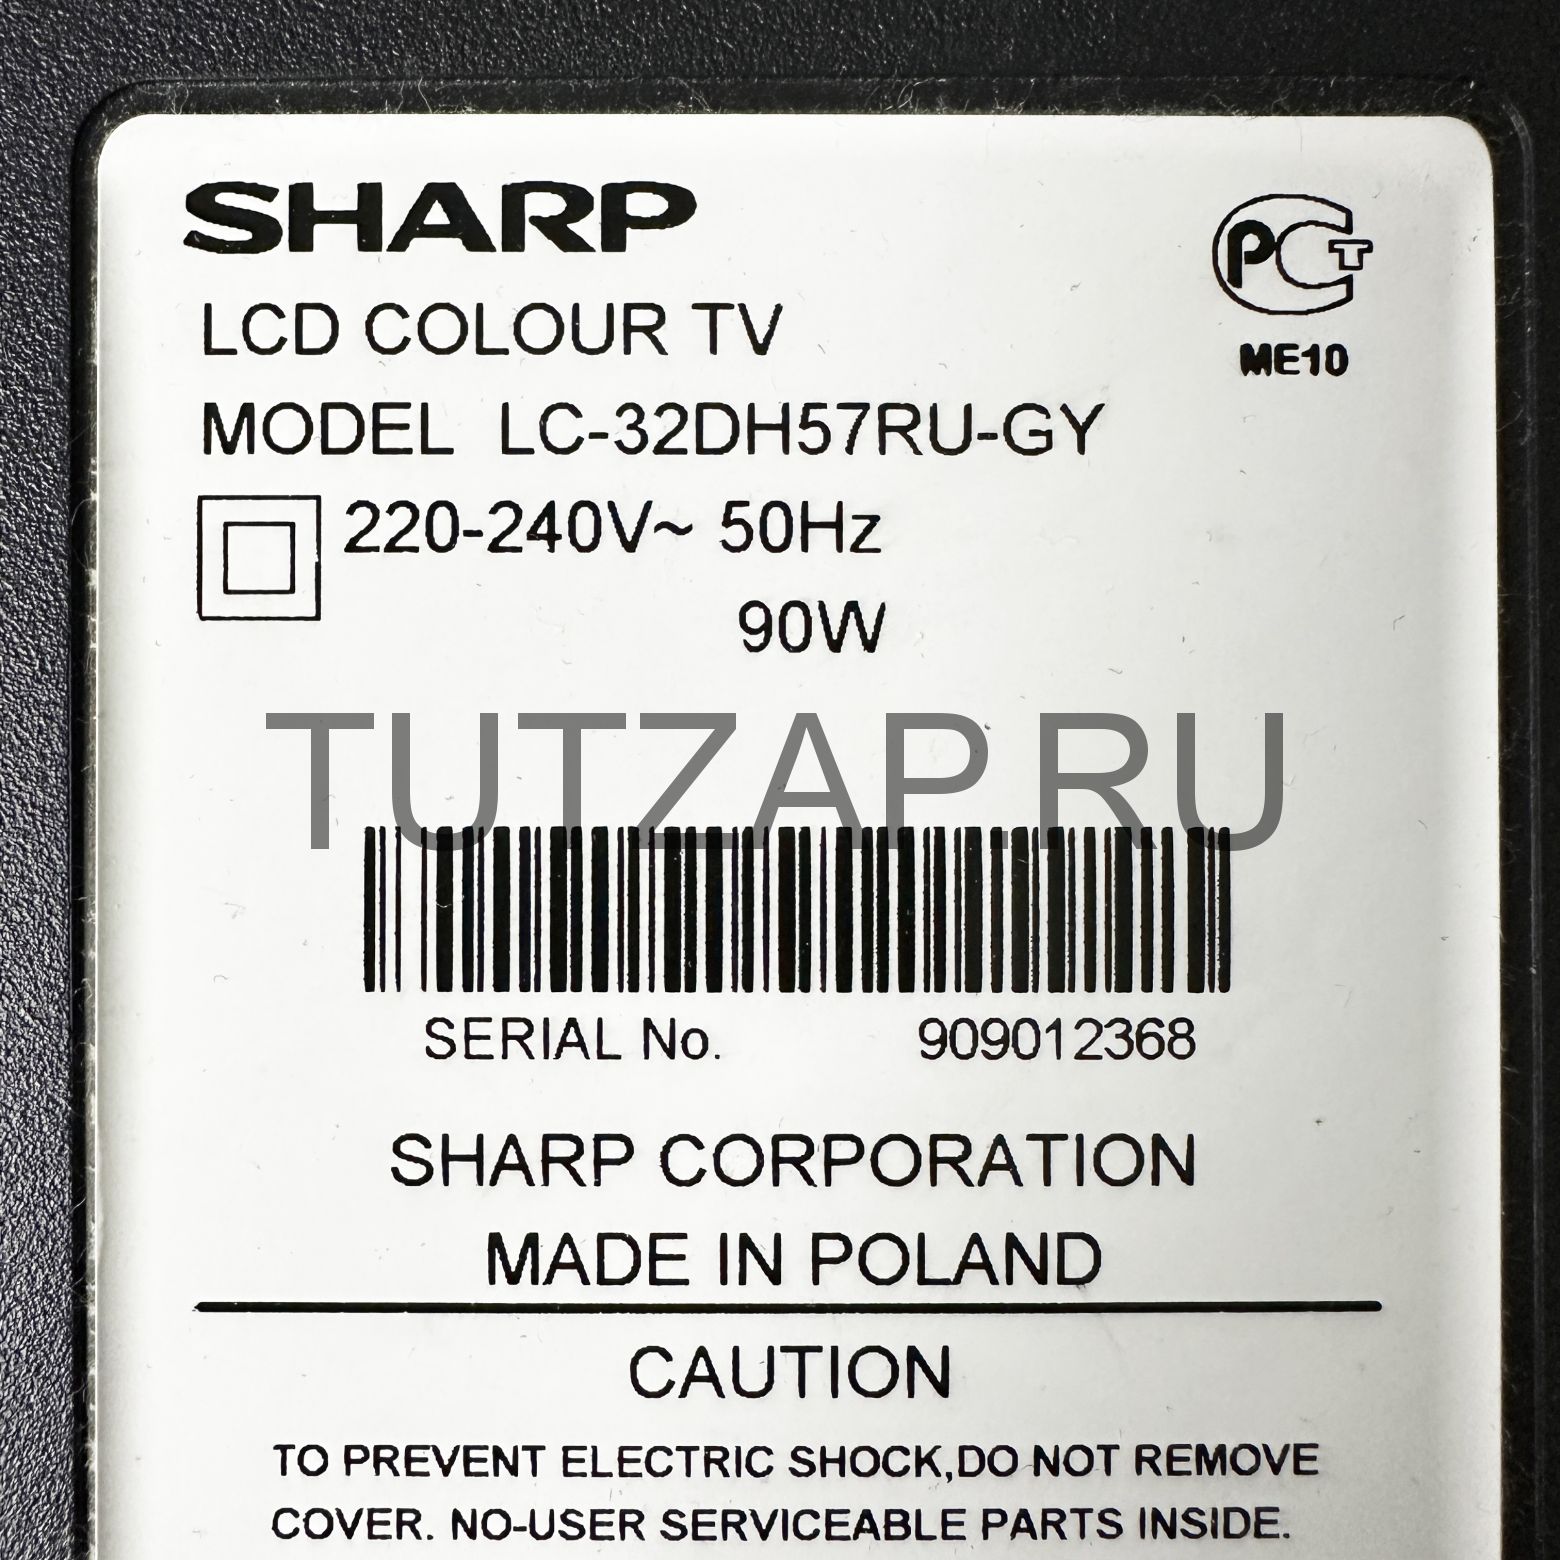 SHARP
РСТ
LCD COLOUR TV
ME10
MODEL LC-32DH57RU-GY
220-240V~ 50Hz
90W
TUTZAP.RU
SERIAL No. 909012368
SHARP CORPORATION
MADE IN POLAND
CAUTION
TO PREVENT ELECTRIC SHOCK,DO NOT REMOVE
COVER. NO-USER SERVICEABLE PARTS INSIDE.